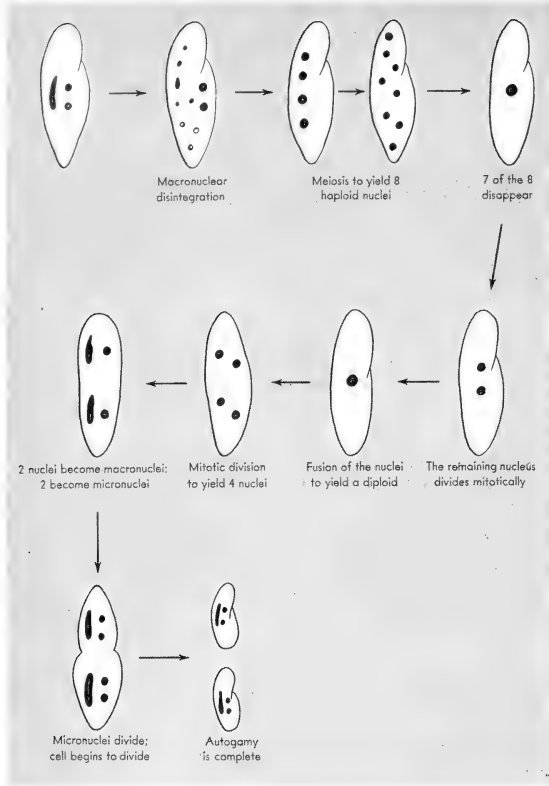 Macronuclear
disintegration
Meiosis to yield 8
haploid nuclei
7 of the 8
disappear
2 nuclei become macronuclei;
2 become micronuclei
Mitotic division
to yield 4 nuclei
Fusion of the nuclei
to yield a diploid
The remaining nucleus
divides mitotically
Micronuclei divide;
cell begins to divide
Autogamy
is complete